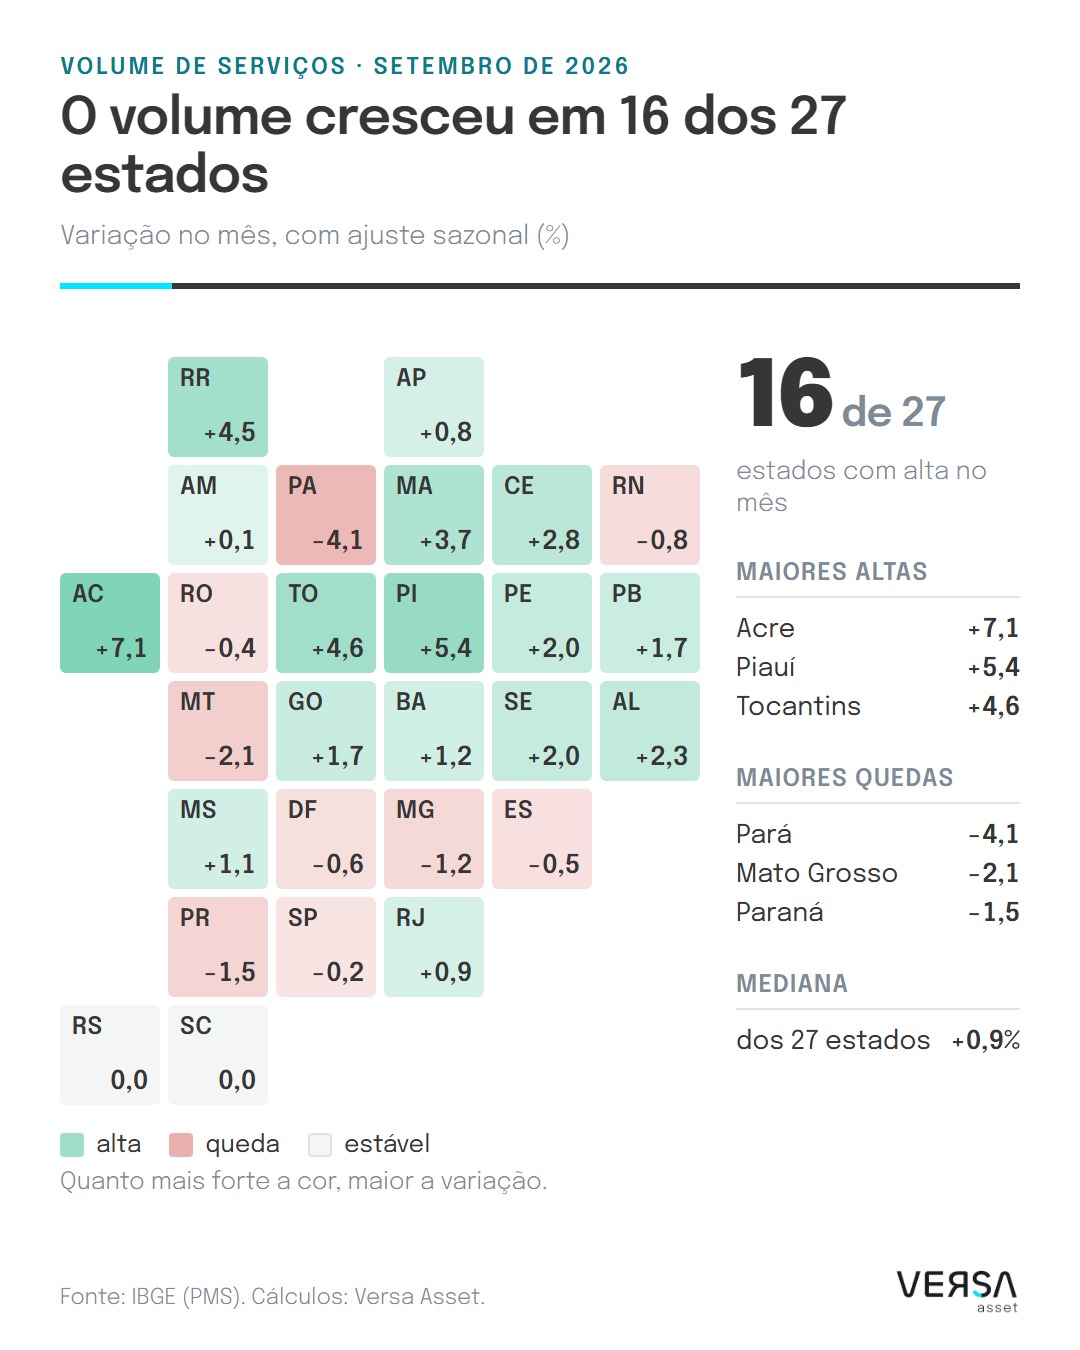 VOLUME DE SERVIÇOS · SETEMBRO DE 2026
O volume cresceu em 16 dos 27
estados
Variação no mês, com ajuste sazonal (%)
RR
+4,5
AP
+0,8
AM
+0,1
PA
−4,1
MA
+3,7
CE
+2,8
RN
−0,8
AC
+7,1
RO
−0,4
TO
+4,6
PI
+5,4
PE
+2,0
PB
+1,7
MT
−2,1
GO
+1,7
BA
+1,2
SE
+2,0
AL
+2,3
MS
+1,1
DF
−0,6
MG
−1,2
ES
−0,5
PR
−1,5
SP
−0,2
RJ
+0,9
RS
0,0
SC
0,0
alta queda estável
Quanto mais forte a cor, maior a variação.
16 de 27
estados com alta no
mês
MAIORES ALTAS
Acre +7,1
Piauí +5,4
Tocantins +4,6
MAIORES QUEDAS
Pará −4,1
Mato Grosso −2,1
Paraná −1,5
MEDIANA
dos 27 estados +0,9%
Fonte: IBGE (PMS). Cálculos: Versa Asset.
VERSA
asset